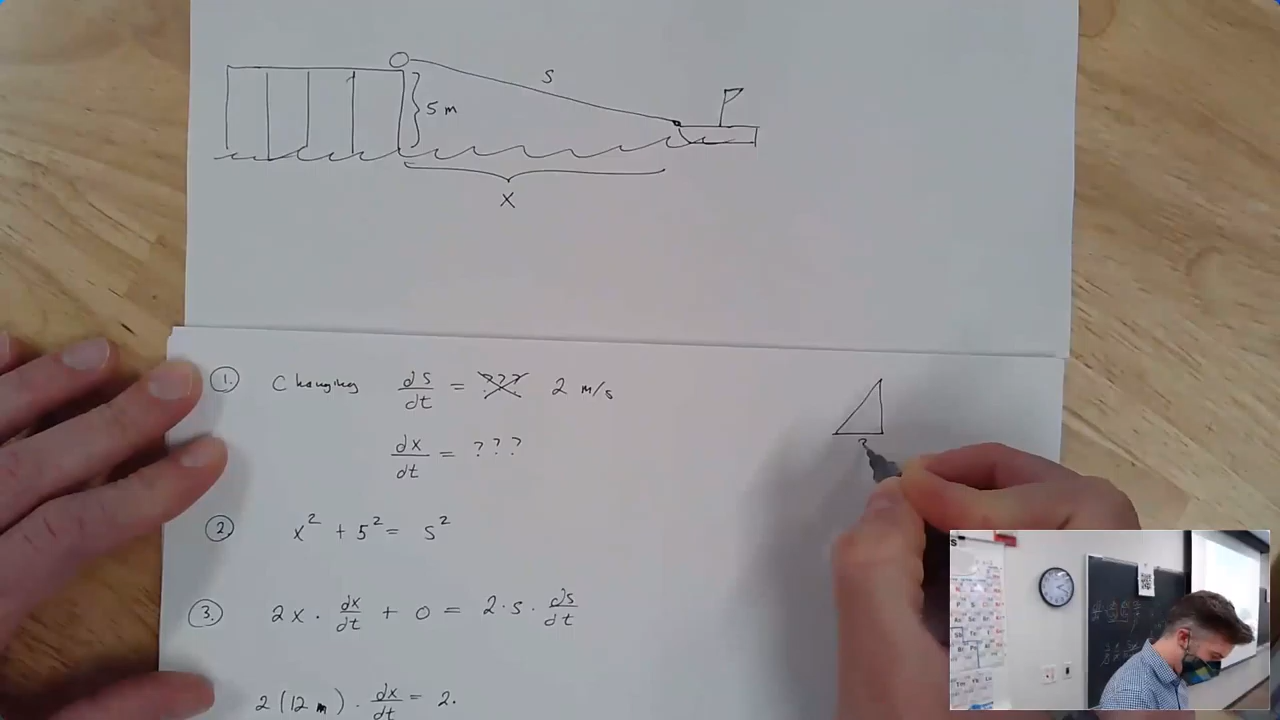 s
5 m
x
1. Changing ds/dt = ??? 2 m/s
dx/dt = ???
2. x² + 5² = s²
3. 2x · dx/dt + 0 = 2 · s · ds/dt
2(12 m) · dx/dt = 2.